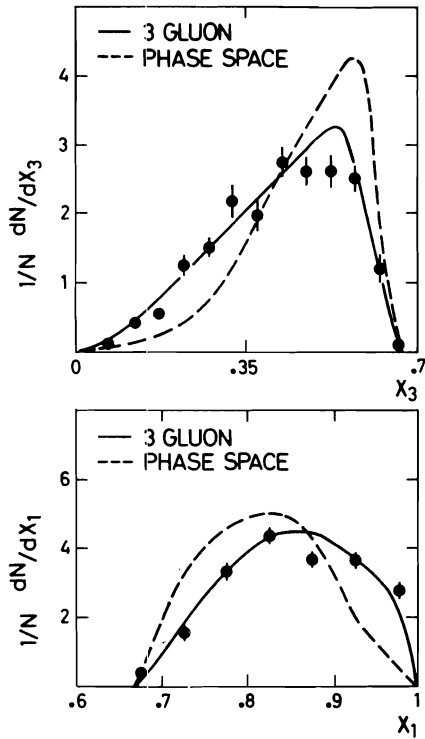 3 GLUON
PHASE SPACE
4
3
2
1
0
.35
.7
1/N dN/dX3
X3
3 GLUON
PHASE SPACE
6
4
2
.6
.7
.8
.9
1
1/N dN/dX1
X1